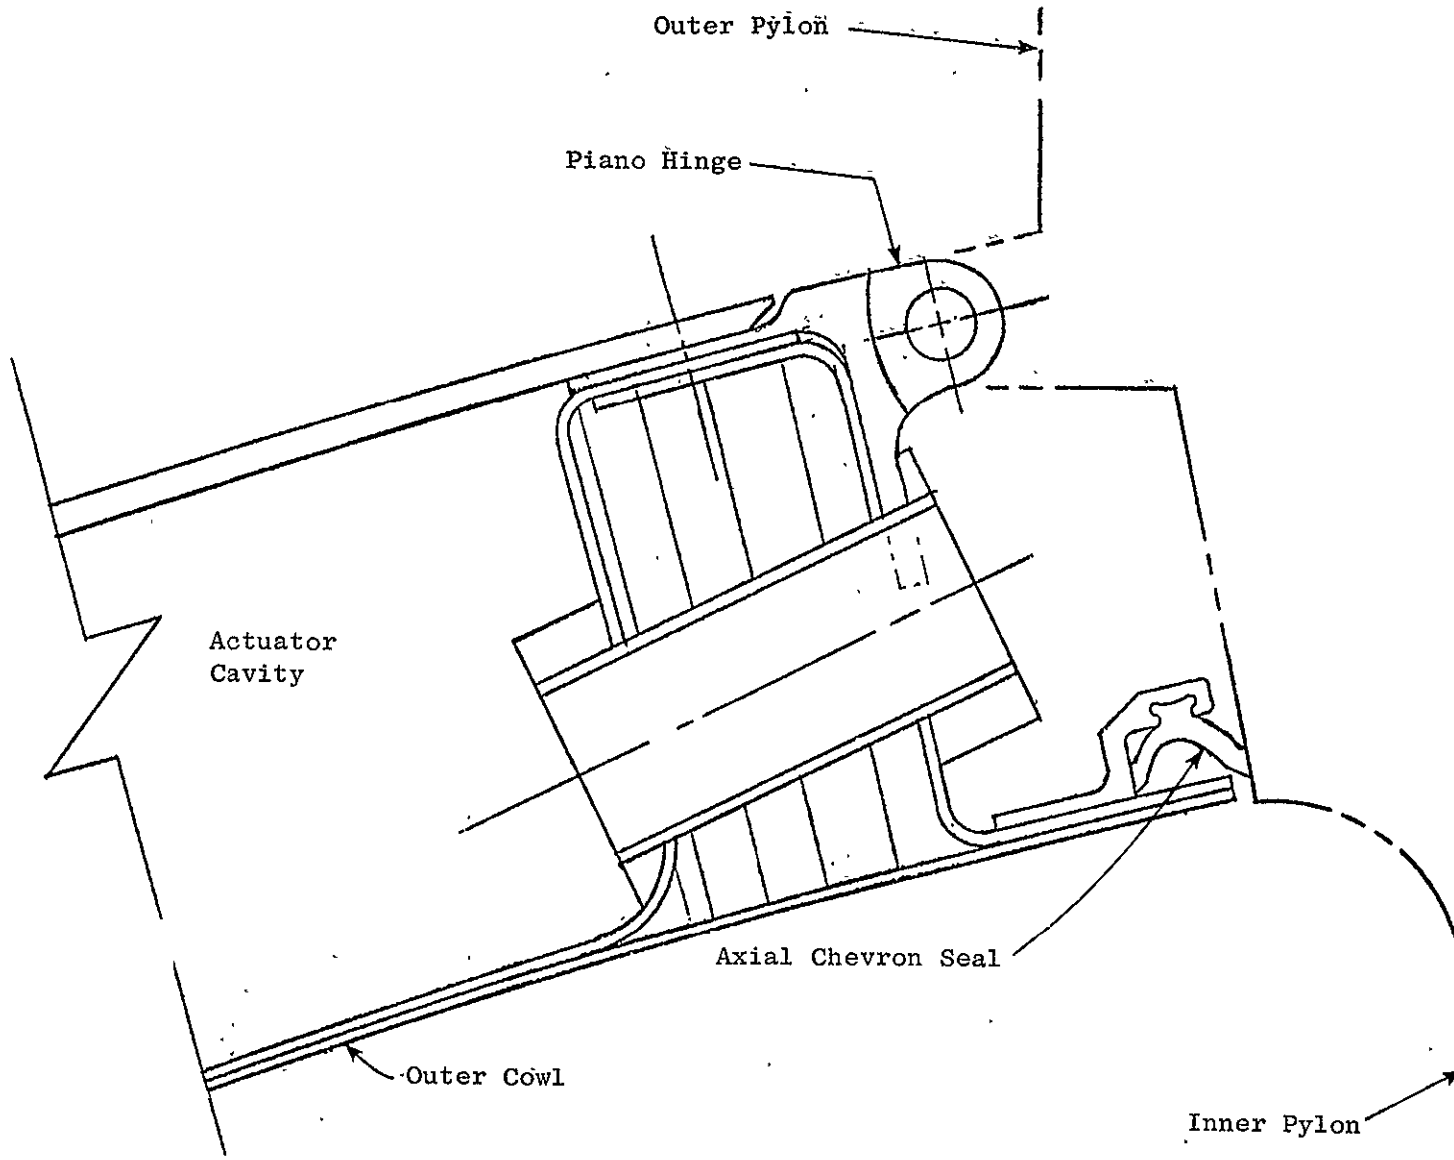 Outer Pylon
Piano Hinge
Actuator
Cavity
Axial Chevron Seal
Outer Cowl
Inner Pylon